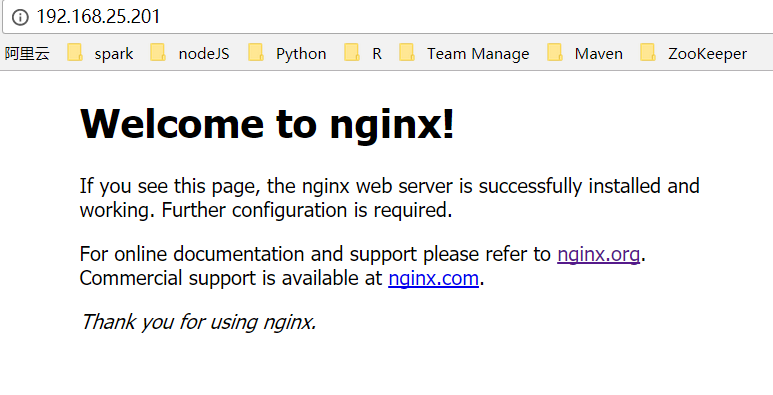 192.168.25.201
阿里云 spark nodeJS Python R Team Manage Maven ZooKeeper
Welcome to nginx!
If you see this page, the nginx web server is successfully installed and
working. Further configuration is required.
For online documentation and support please refer to nginx.org.
Commercial support is available at nginx.com.
Thank you for using nginx.